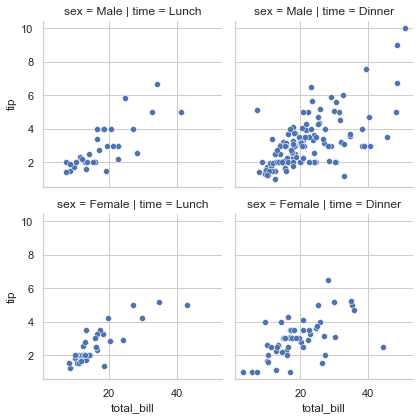 sex = Male | time = Lunch
sex = Male | time = Dinner
10
8
6
4
2
tip
sex = Female | time = Lunch
sex = Female | time = Dinner
10
8
6
4
2
tip
20
40
20
40
total_bill
total_bill